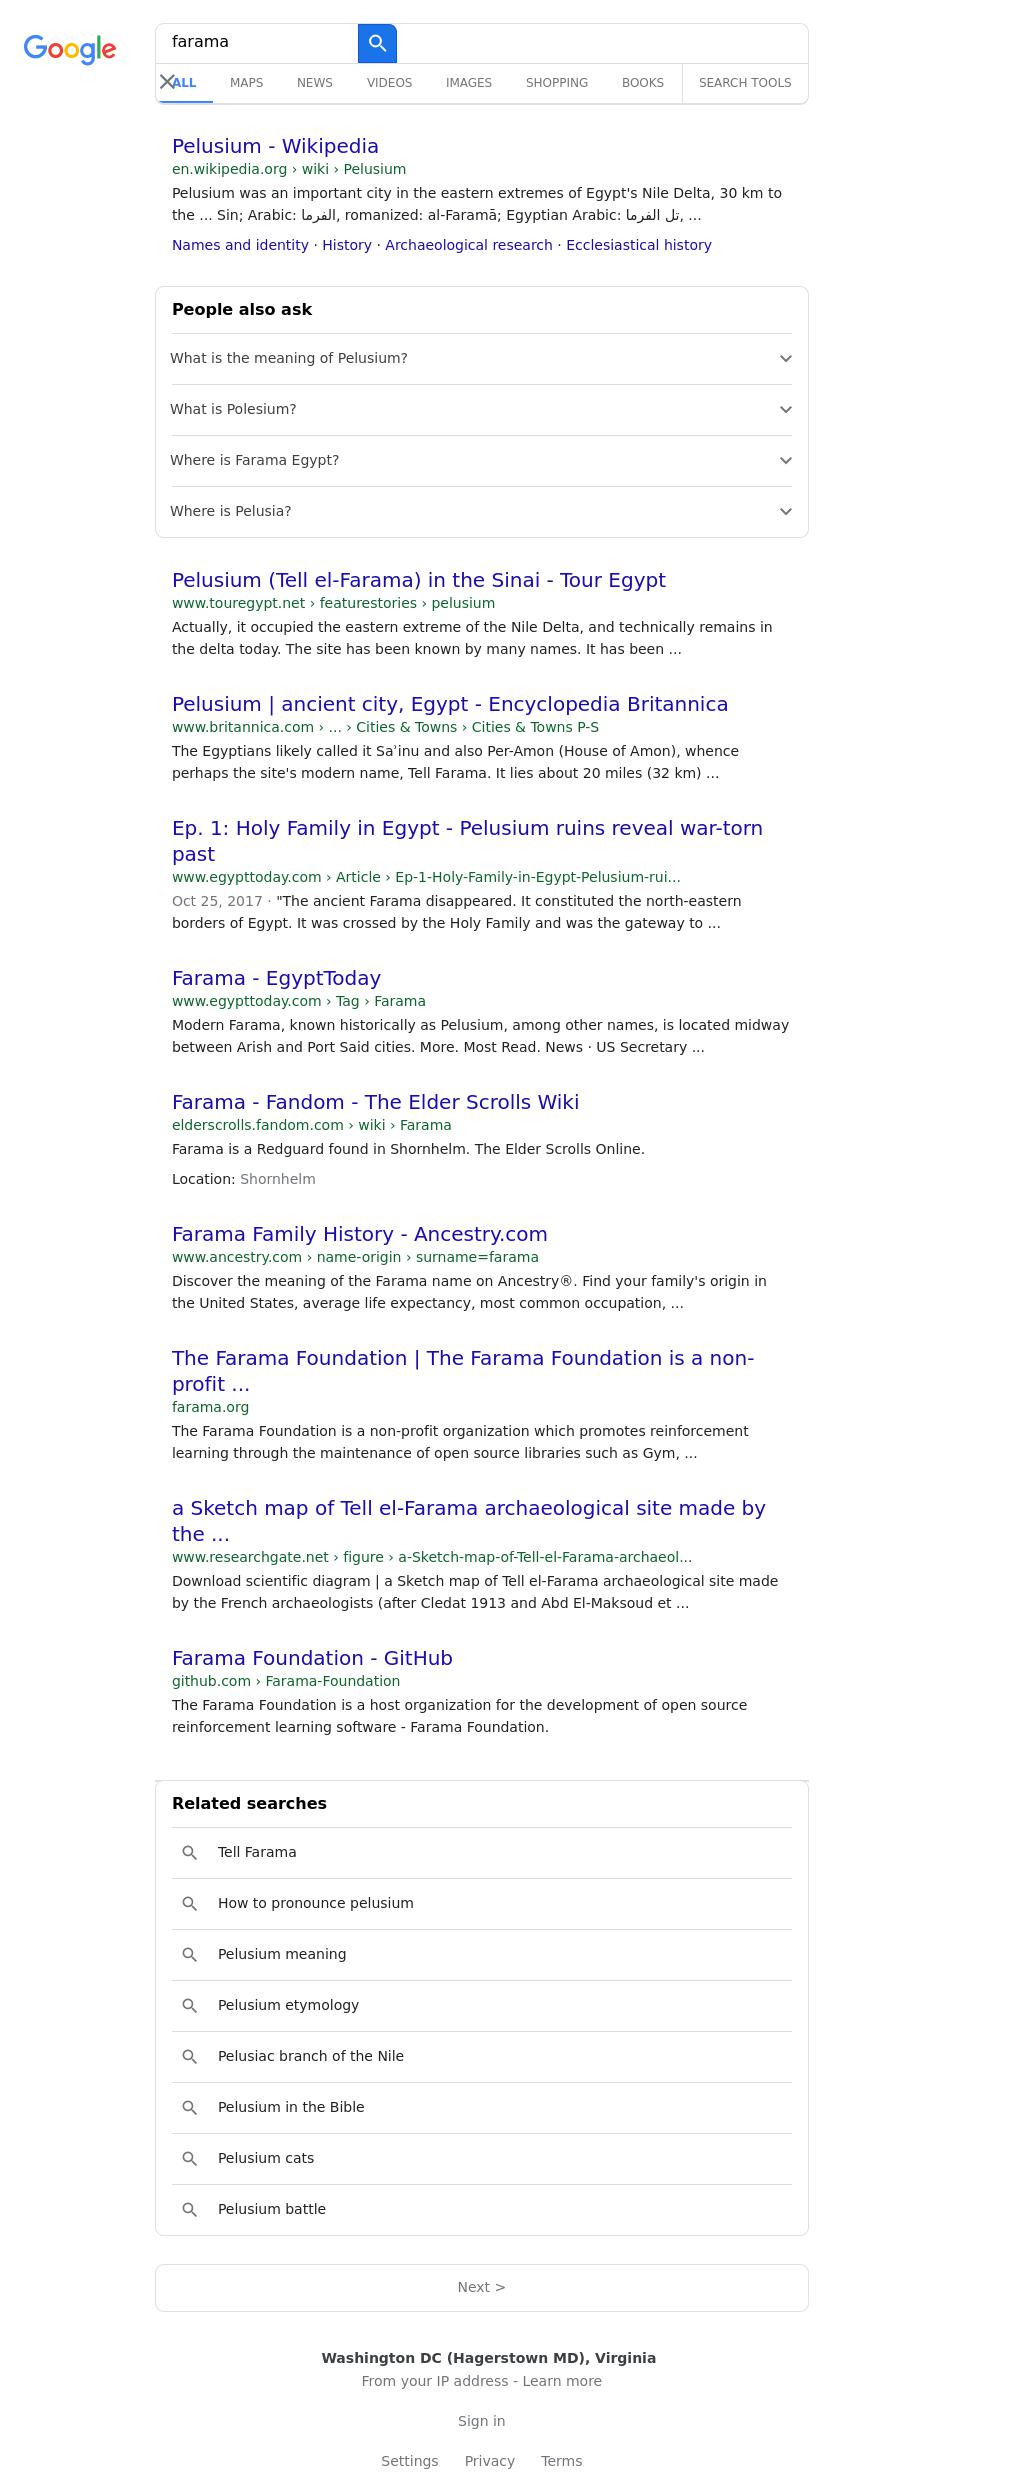 Google
farama
ALL MAPS NEWS VIDEOS IMAGES SHOPPING BOOKS SEARCH TOOLS
Pelusium - Wikipedia
en.wikipedia.org › wiki › Pelusium
Pelusium was an important city in the eastern extremes of Egypt's Nile Delta, 30 km to
the ... Sin; Arabic: الفرما, romanized: al-Faramā; Egyptian Arabic: تل الفرما, ...
Names and identity · History · Archaeological research · Ecclesiastical history
People also ask
What is the meaning of Pelusium?
What is Polesium?
Where is Farama Egypt?
Where is Pelusia?
Pelusium (Tell el-Farama) in the Sinai - Tour Egypt
www.touregypt.net › featurestories › pelusium
Actually, it occupied the eastern extreme of the Nile Delta, and technically remains in
the delta today. The site has been known by many names. It has been ...
Pelusium | ancient city, Egypt - Encyclopedia Britannica
www.britannica.com › ... › Cities & Towns › Cities & Towns P-S
The Egyptians likely called it Saʾinu and also Per-Amon (House of Amon), whence
perhaps the site's modern name, Tell Farama. It lies about 20 miles (32 km) ...
Ep. 1: Holy Family in Egypt - Pelusium ruins reveal war-torn
past
www.egypttoday.com › Article › Ep-1-Holy-Family-in-Egypt-Pelusium-rui...
Oct 25, 2017 · "The ancient Farama disappeared. It constituted the north-eastern
borders of Egypt. It was crossed by the Holy Family and was the gateway to ...
Farama - EgyptToday
www.egypttoday.com › Tag › Farama
Modern Farama, known historically as Pelusium, among other names, is located midway
between Arish and Port Said cities. More. Most Read. News · US Secretary ...
Farama - Fandom - The Elder Scrolls Wiki
elderscrolls.fandom.com › wiki › Farama
Farama is a Redguard found in Shornhelm. The Elder Scrolls Online.
Location: Shornhelm
Farama Family History - Ancestry.com
www.ancestry.com › name-origin › surname=farama
Discover the meaning of the Farama name on Ancestry®. Find your family's origin in
the United States, average life expectancy, most common occupation, ...
The Farama Foundation | The Farama Foundation is a non-
profit ...
farama.org
The Farama Foundation is a non-profit organization which promotes reinforcement
learning through the maintenance of open source libraries such as Gym, ...
a Sketch map of Tell el-Farama archaeological site made by
the ...
www.researchgate.net › figure › a-Sketch-map-of-Tell-el-Farama-archaeol...
Download scientific diagram | a Sketch map of Tell el-Farama archaeological site made
by the French archaeologists (after Cledat 1913 and Abd El-Maksoud et ...
Farama Foundation - GitHub
github.com › Farama-Foundation
The Farama Foundation is a host organization for the development of open source
reinforcement learning software - Farama Foundation.
Related searches
Tell Farama
How to pronounce pelusium
Pelusium meaning
Pelusium etymology
Pelusiac branch of the Nile
Pelusium in the Bible
Pelusium cats
Pelusium battle
Next >
Washington DC (Hagerstown MD), Virginia
From your IP address - Learn more
Sign in
Settings Privacy Terms